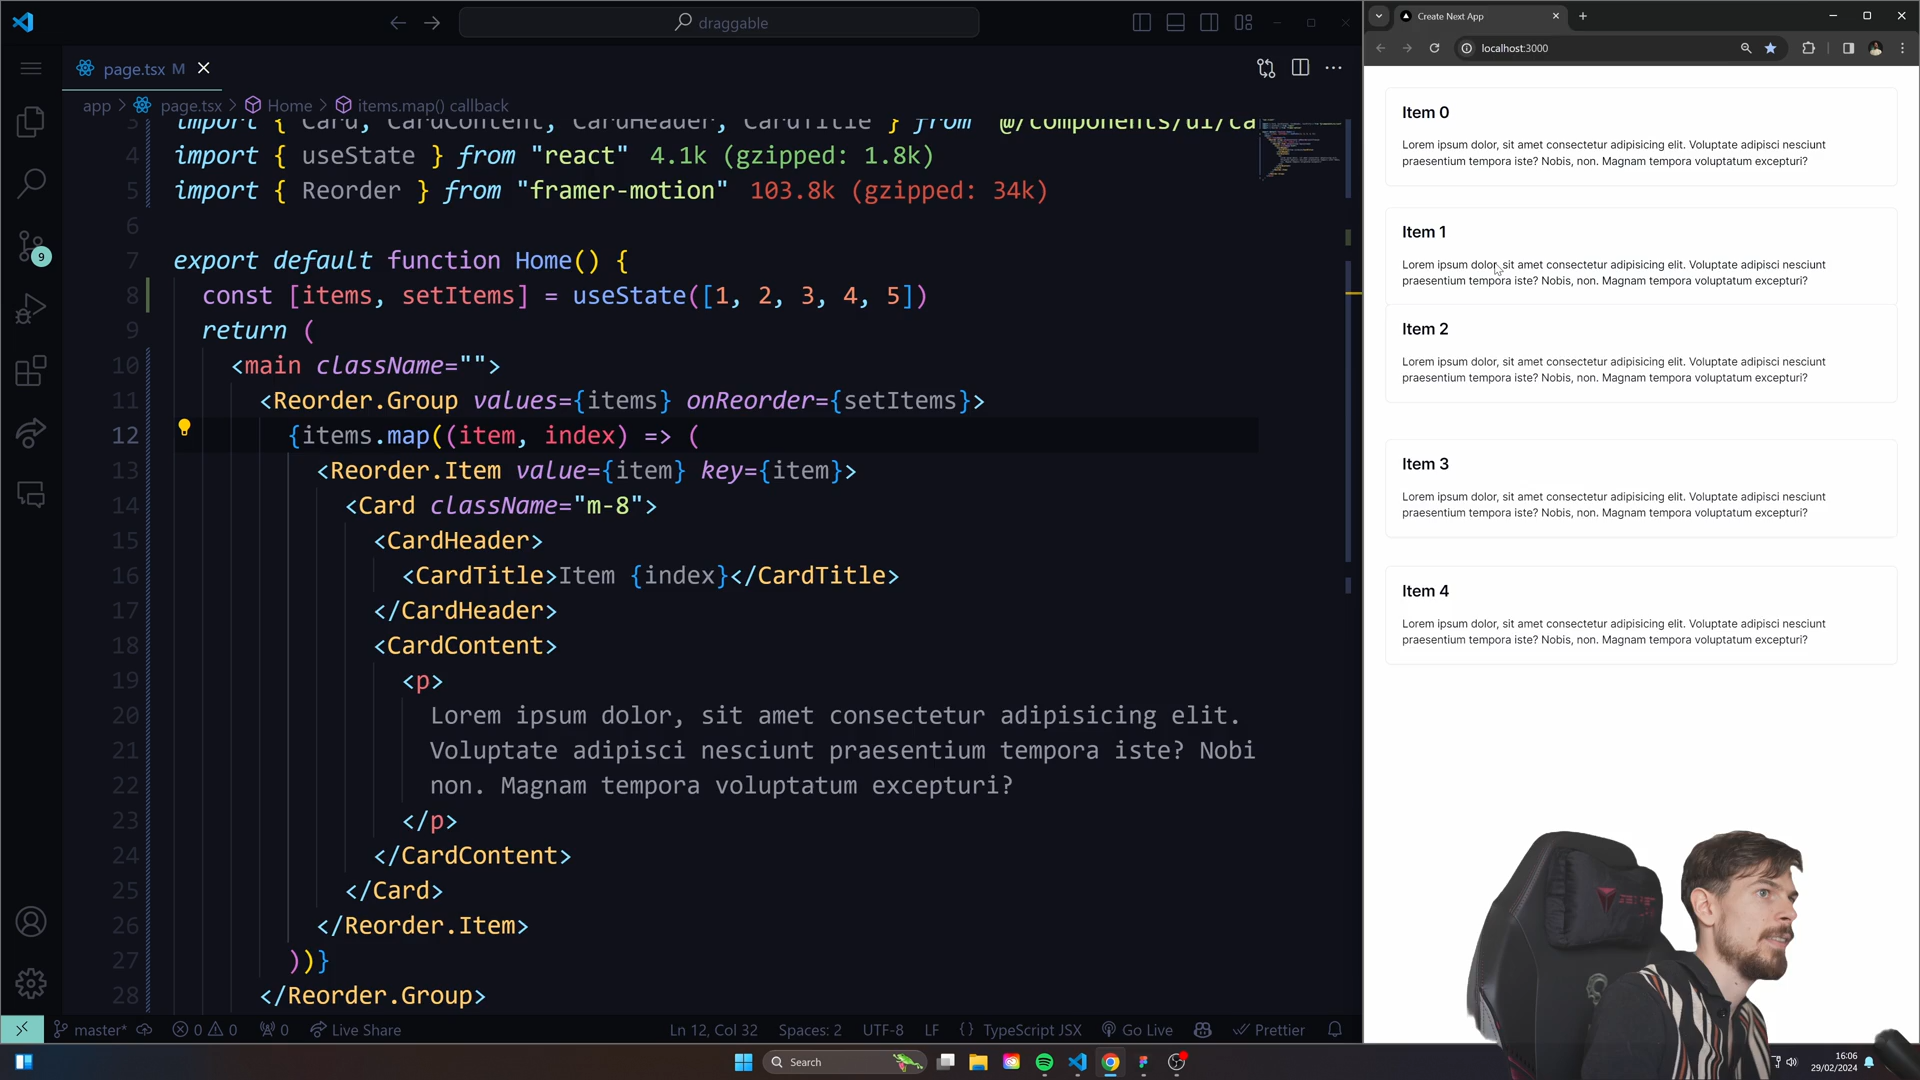 draggable
page.tsx M
app > page.tsx > Home > items.map() callback
3 import { Card, CardContent, CardHeader, CardTitle } from "@/components/ui/ca
4 import { useState } from "react" 4.1k (gzipped: 1.8k)
5 import { Reorder } from "framer-motion" 103.8k (gzipped: 34k)
6
7 export default function Home() {
8 const [items, setItems] = useState([1, 2, 3, 4, 5])
9 return (
10 <main className="">
11 <Reorder.Group values={items} onReorder={setItems}>
12 {items.map((item, index) => (
13 <Reorder.Item value={item} key={item}>
14 <Card className="m-8">
15 <CardHeader>
16 <CardTitle>Item {index}</CardTitle>
17 </CardHeader>
18 <CardContent>
19 <p>
20 Lorem ipsum dolor, sit amet consectetur adipisicing elit.
21 Voluptate adipisci nesciunt praesentium tempora iste? Nobi
22 non. Magnam tempora voluptatum excepturi?
23 </p>
24 </CardContent>
25 </Card>
26 </Reorder.Item>
27 ))}
28 </Reorder.Group>
9
master* 0 0 0 Live Share Ln 12, Col 32 Spaces: 2 UTF-8 LF {} TypeScript JSX Go Live Prettier
Create Next App
localhost:3000
Item 0
Lorem ipsum dolor, sit amet consectetur adipisicing elit. Voluptate adipisci nesciunt
praesentium tempora iste? Nobis, non. Magnam tempora voluptatum excepturi?
Item 1
Lorem ipsum dolor, sit amet consectetur adipisicing elit. Voluptate adipisci nesciunt
praesentium tempora iste? Nobis, non. Magnam tempora voluptatum excepturi?
Item 2
Lorem ipsum dolor, sit amet consectetur adipisicing elit. Voluptate adipisci nesciunt
praesentium tempora iste? Nobis, non. Magnam tempora voluptatum excepturi?
Item 3
Lorem ipsum dolor, sit amet consectetur adipisicing elit. Voluptate adipisci nesciunt
praesentium tempora iste? Nobis, non. Magnam tempora voluptatum excepturi?
Item 4
Lorem ipsum dolor, sit amet consectetur adipisicing elit. Voluptate adipisci nesciunt
praesentium tempora iste? Nobis, non. Magnam tempora voluptatum excepturi?
Search
16:06
29/02/2024